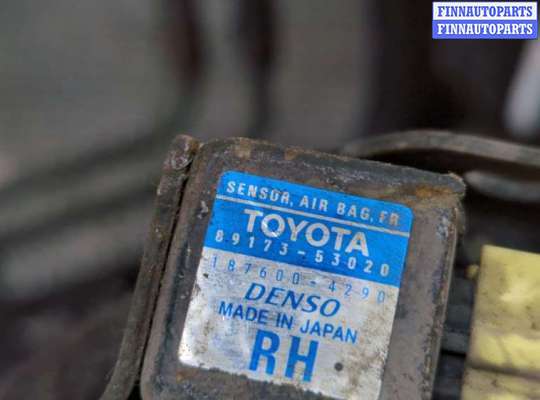 FINNAUTOPARTS
FINNAUTOPARTS
SENSOR, AIR BAG, FR
TOYOTA
89173-53020
187600-4290
DENSO
MADE IN JAPAN
RH